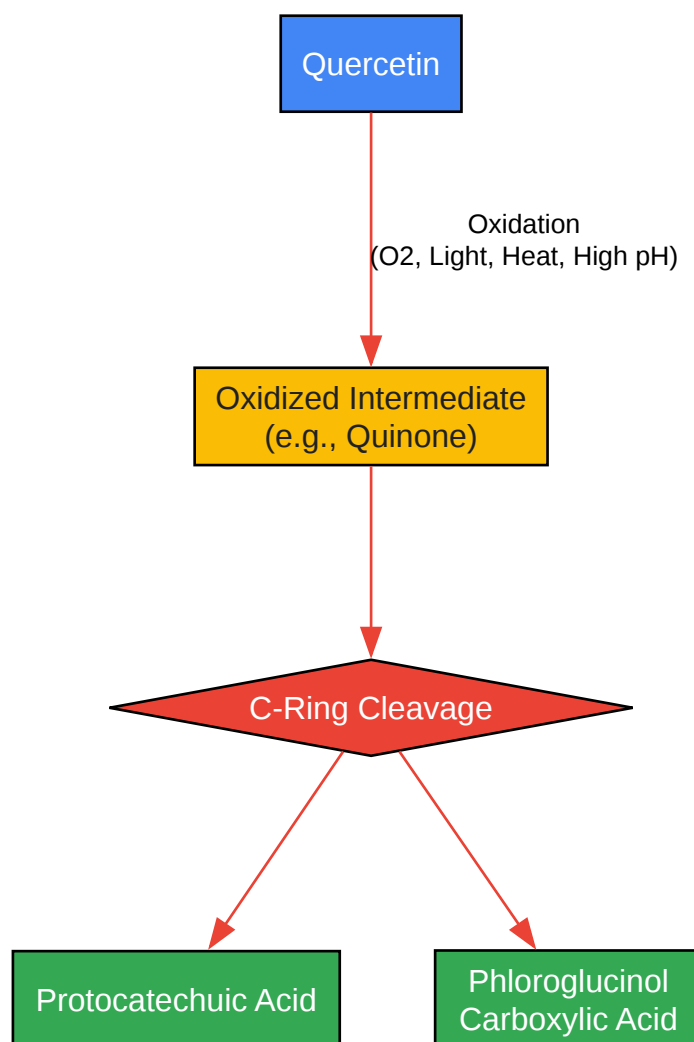 Quercetin
Oxidation
(O2, Light, Heat, High pH)
Oxidized Intermediate
(e.g., Quinone)
C-Ring Cleavage
Protocatechuic Acid
Phloroglucinol
Carboxylic Acid